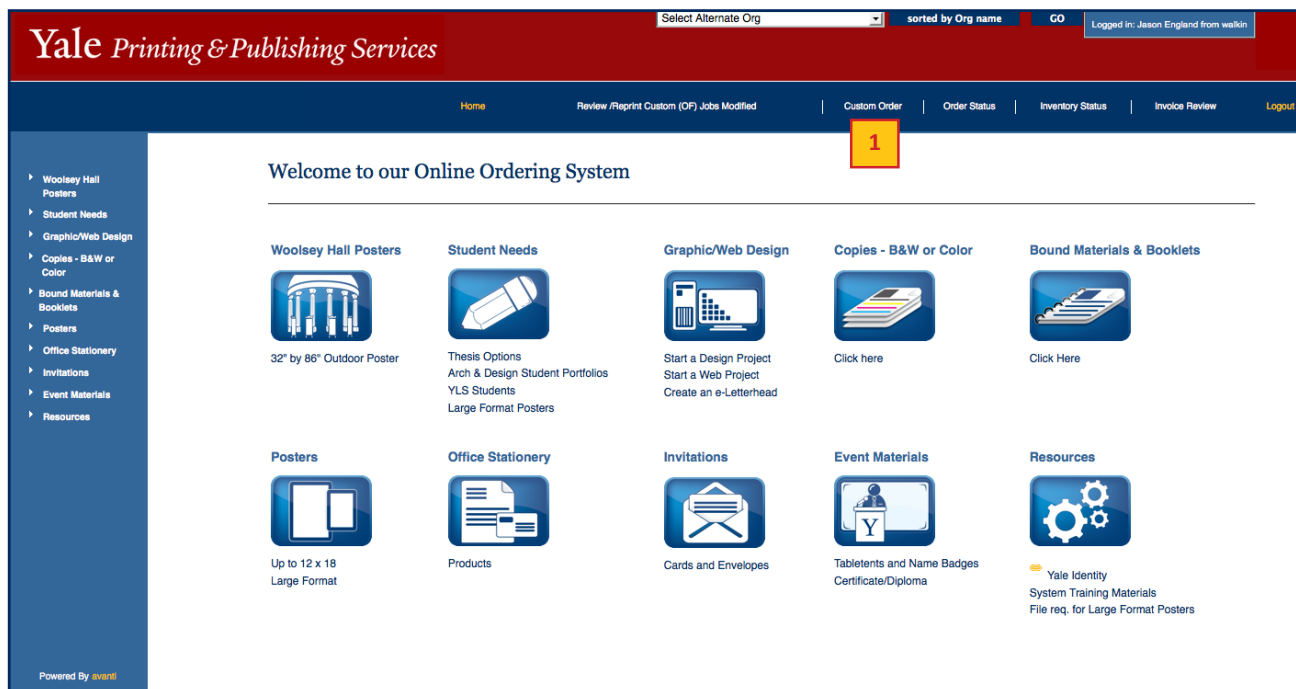 Select Alternate Org
sorted by Org name
GO
Logged in: Jason England from walkin
Yale Printing & Publishing Services
Home
Review /Reprint Custom (OF) Jobs Modified
Custom Order
Order Status
Inventory Status
Invoice Review
Logout
1
Woolsey Hall
Posters
Student Needs
Graphic/Web Design
Copies - B&W or
Color
Bound Materials &
Booklets
Posters
Office Stationery
Invitations
Event Materials
Resources
Powered By avanti
Welcome to our Online Ordering System
Woolsey Hall Posters
32" by 86" Outdoor Poster
Student Needs
Thesis Options
Arch & Design Student Portfolios
YLS Students
Large Format Posters
Graphic/Web Design
Start a Design Project
Start a Web Project
Create an e-Letterhead
Copies - B&W or Color
Click here
Bound Materials & Booklets
Click Here
Posters
Up to 12 x 18
Large Format
Office Stationery
Products
Invitations
Cards and Envelopes
Event Materials
Y
Tabletents and Name Badges
Certificate/Diploma
Resources
Yale Identity
System Training Materials
File req. for Large Format Posters